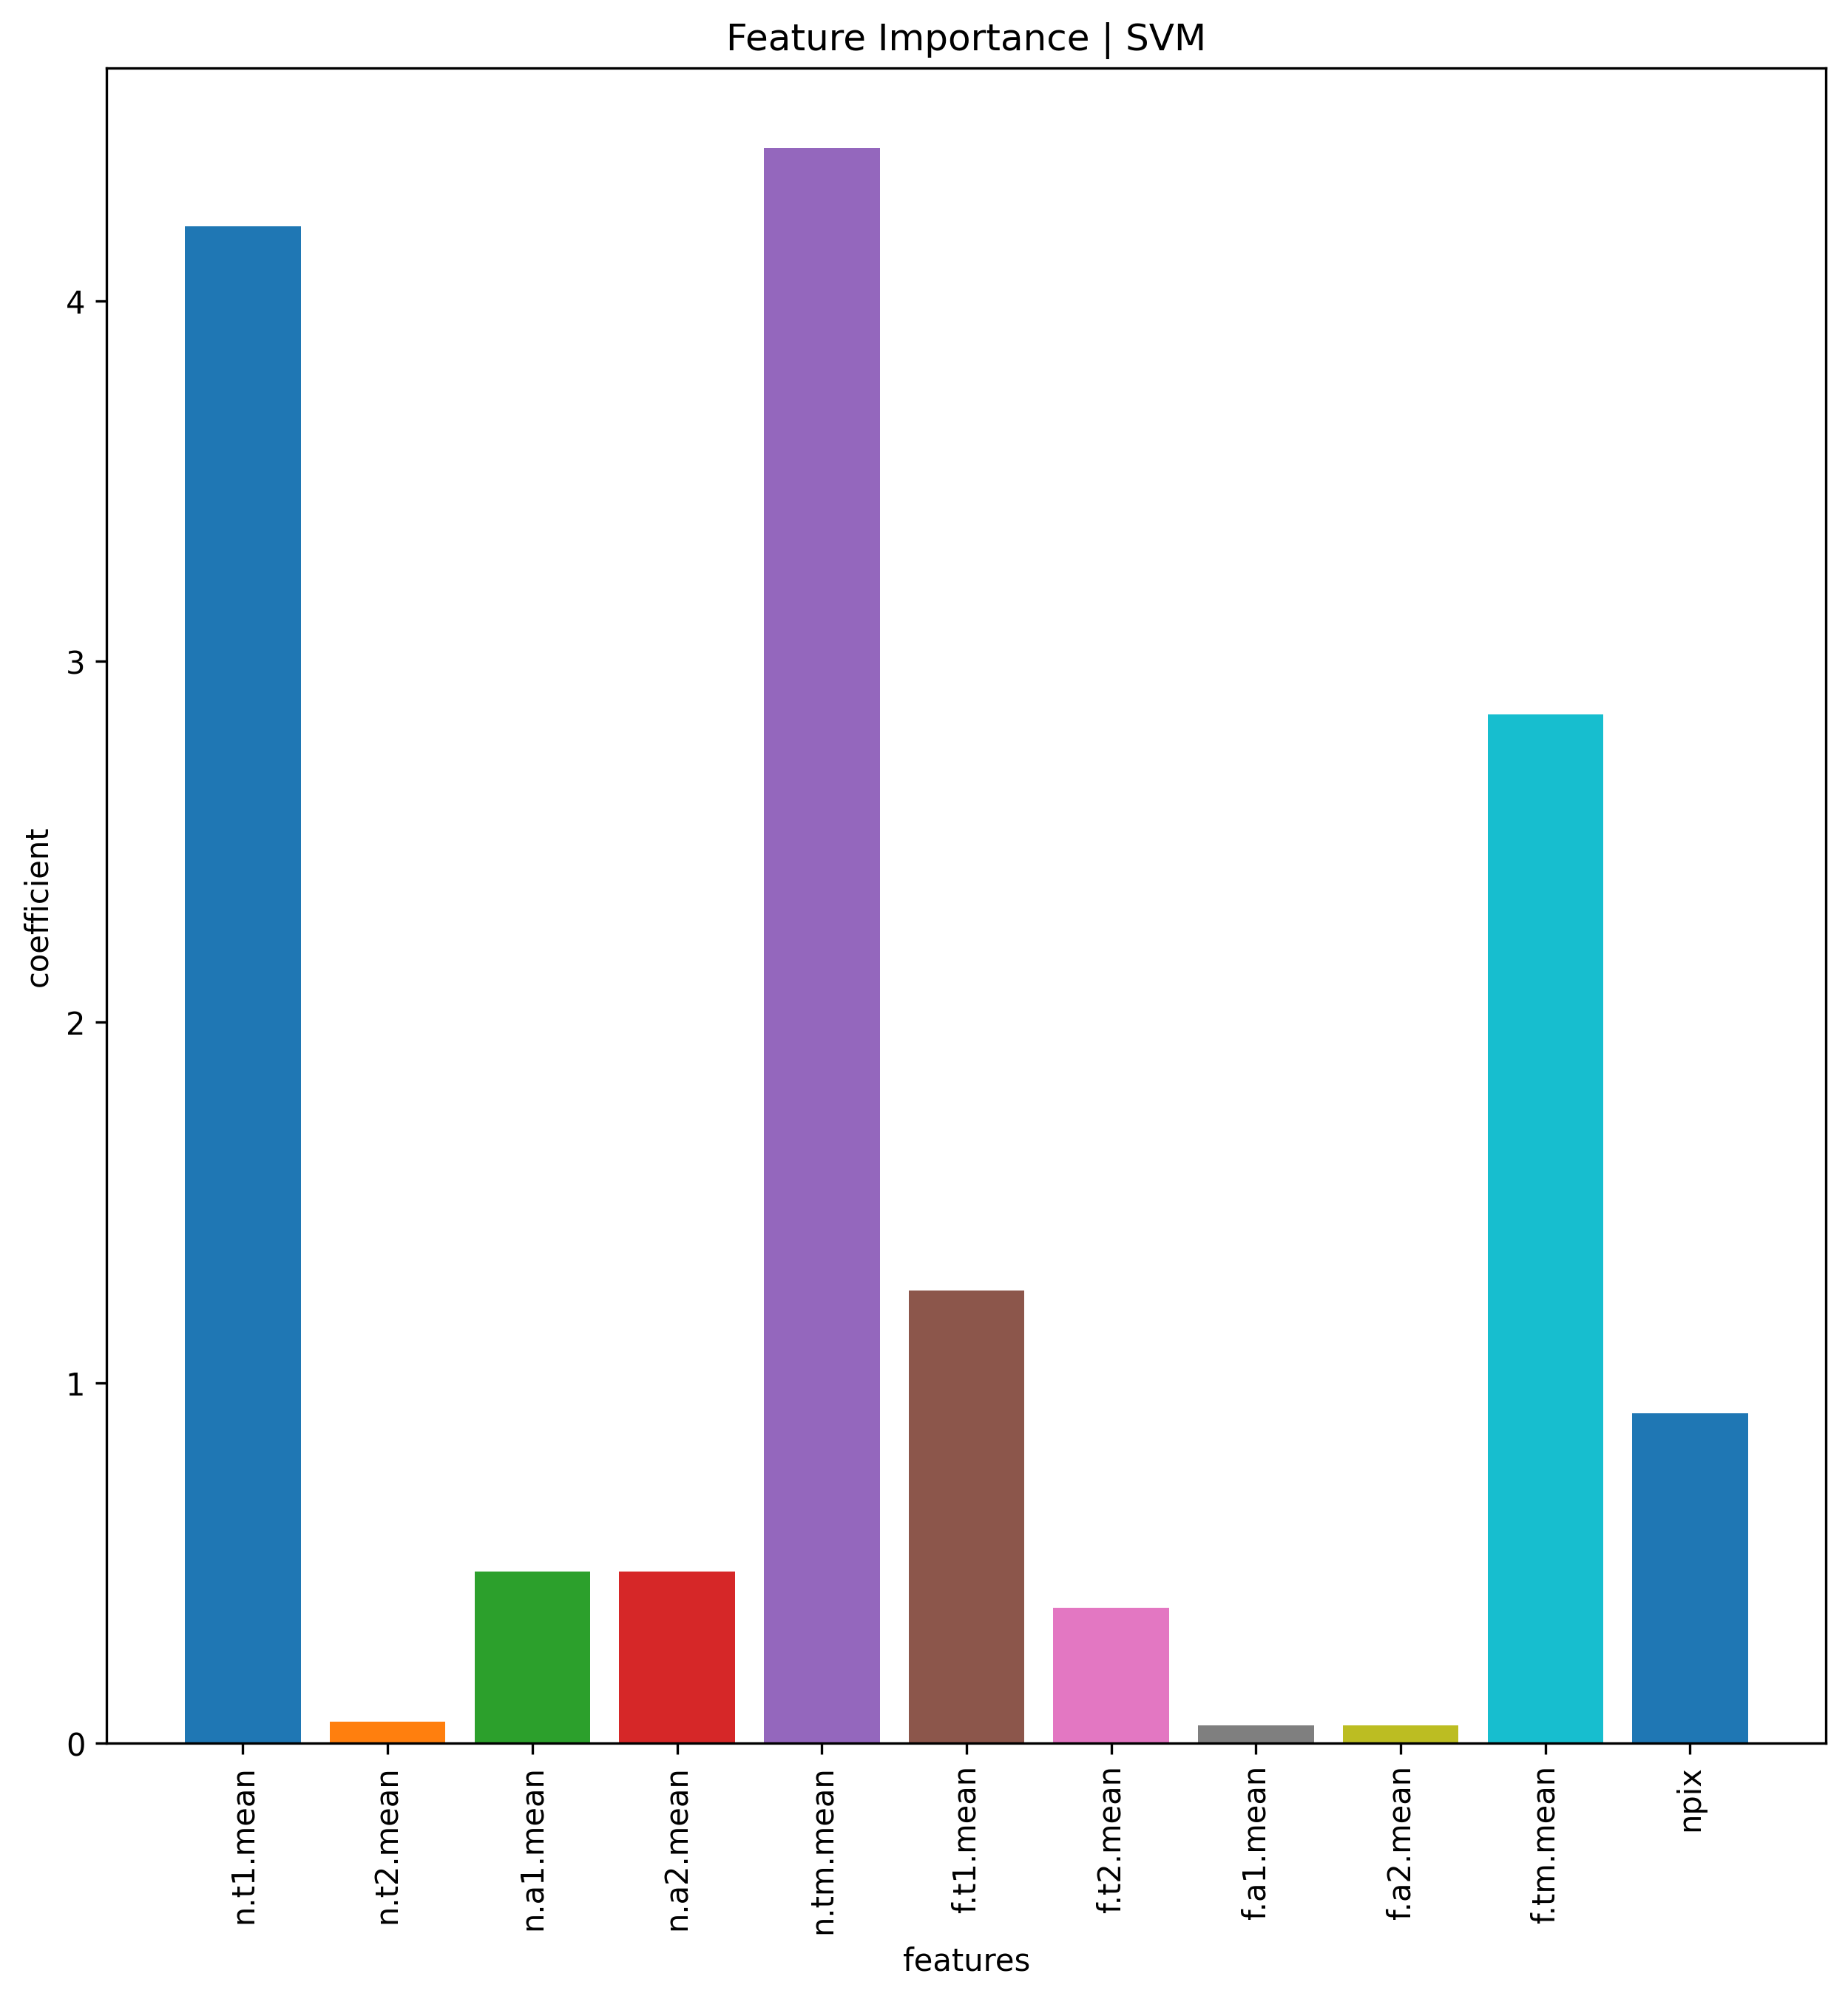 Feature Importance | SVM
coefficient
4
3
2
1
0
n.t1.mean
n.t2.mean
n.a1.mean
n.a2.mean
n.tm.mean
f.t1.mean
f.t2.mean
f.a1.mean
f.a2.mean
f.tm.mean
npix
features